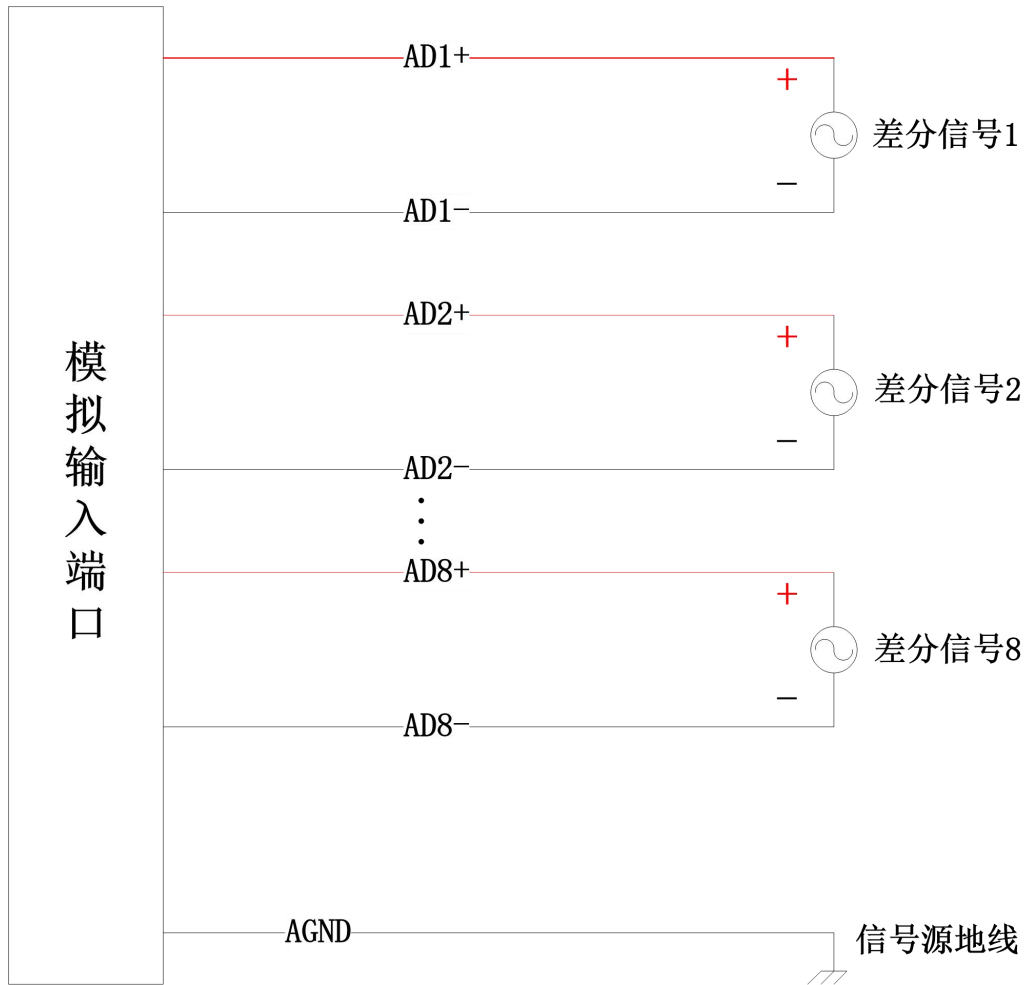 AD1+
+
差分信号1
−
AD1−
AD2+
+
差分信号2
−
AD2−
模拟输入端口
AD8+
+
差分信号8
−
AD8−
AGND
信号源地线